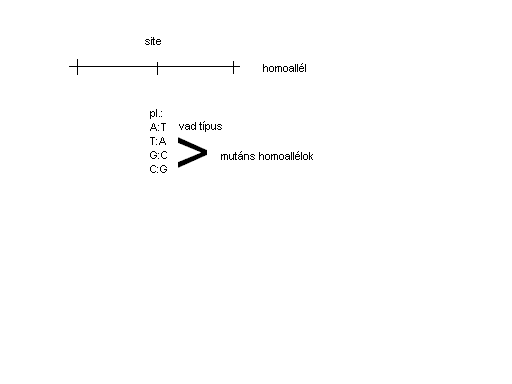 site
homoallél
pl.:
A:T vad típus
T:A
G:C mutáns homoallélok
C:G